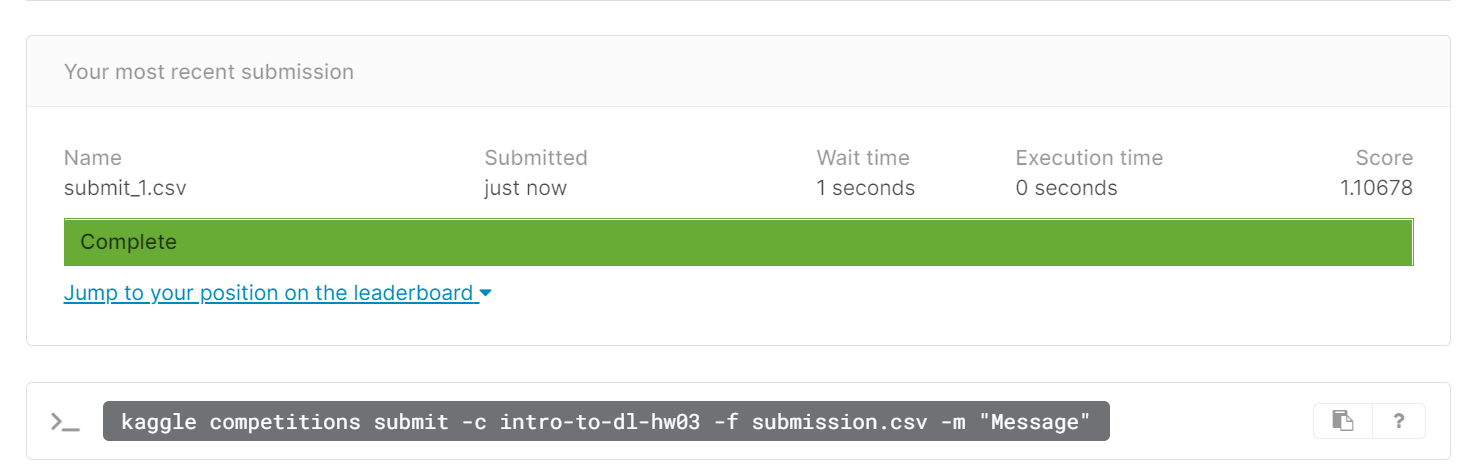 Your most recent submission
Name Submitted Wait time Execution time Score
submit_1.csv just now 1 seconds 0 seconds 1.10678
Complete
Jump to your position on the leaderboard
>_ kaggle competitions submit -c intro-to-dl-hw03 -f submission.csv -m "Message" ?